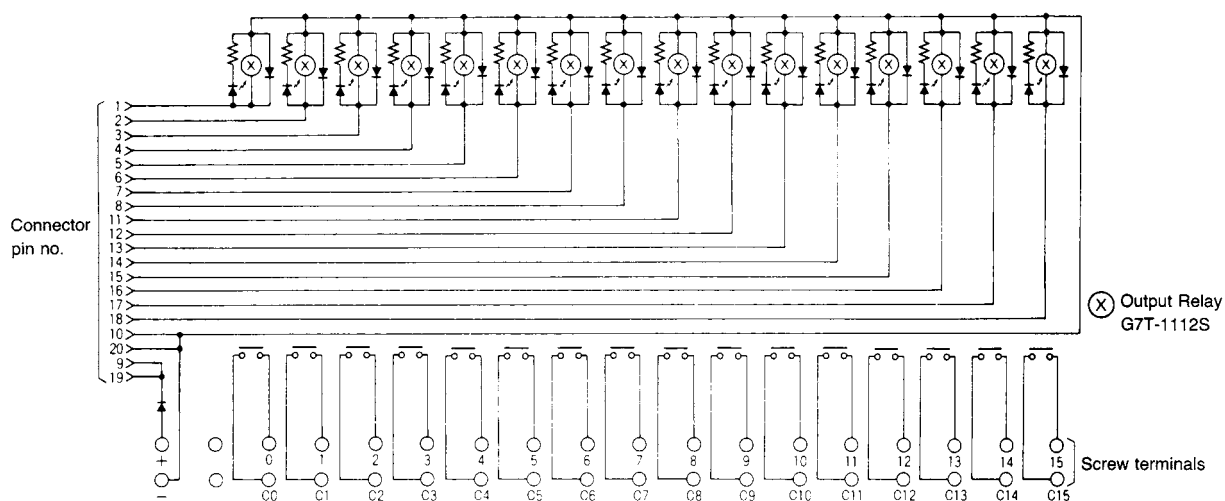 X X X X X X X X X X X X X X X X
1
2
3
4
5
6
7
8
11
12
13
14
15
16
17
18
10
20
9
19
Connector
pin no.
X Output Relay
G7T-1112S
+ 0 1 2 3 4 5 6 7 8 9 10 11 12 13 14 15
− C0 C1 C2 C3 C4 C5 C6 C7 C8 C9 C10 C11 C12 C13 C14 C15
Screw terminals